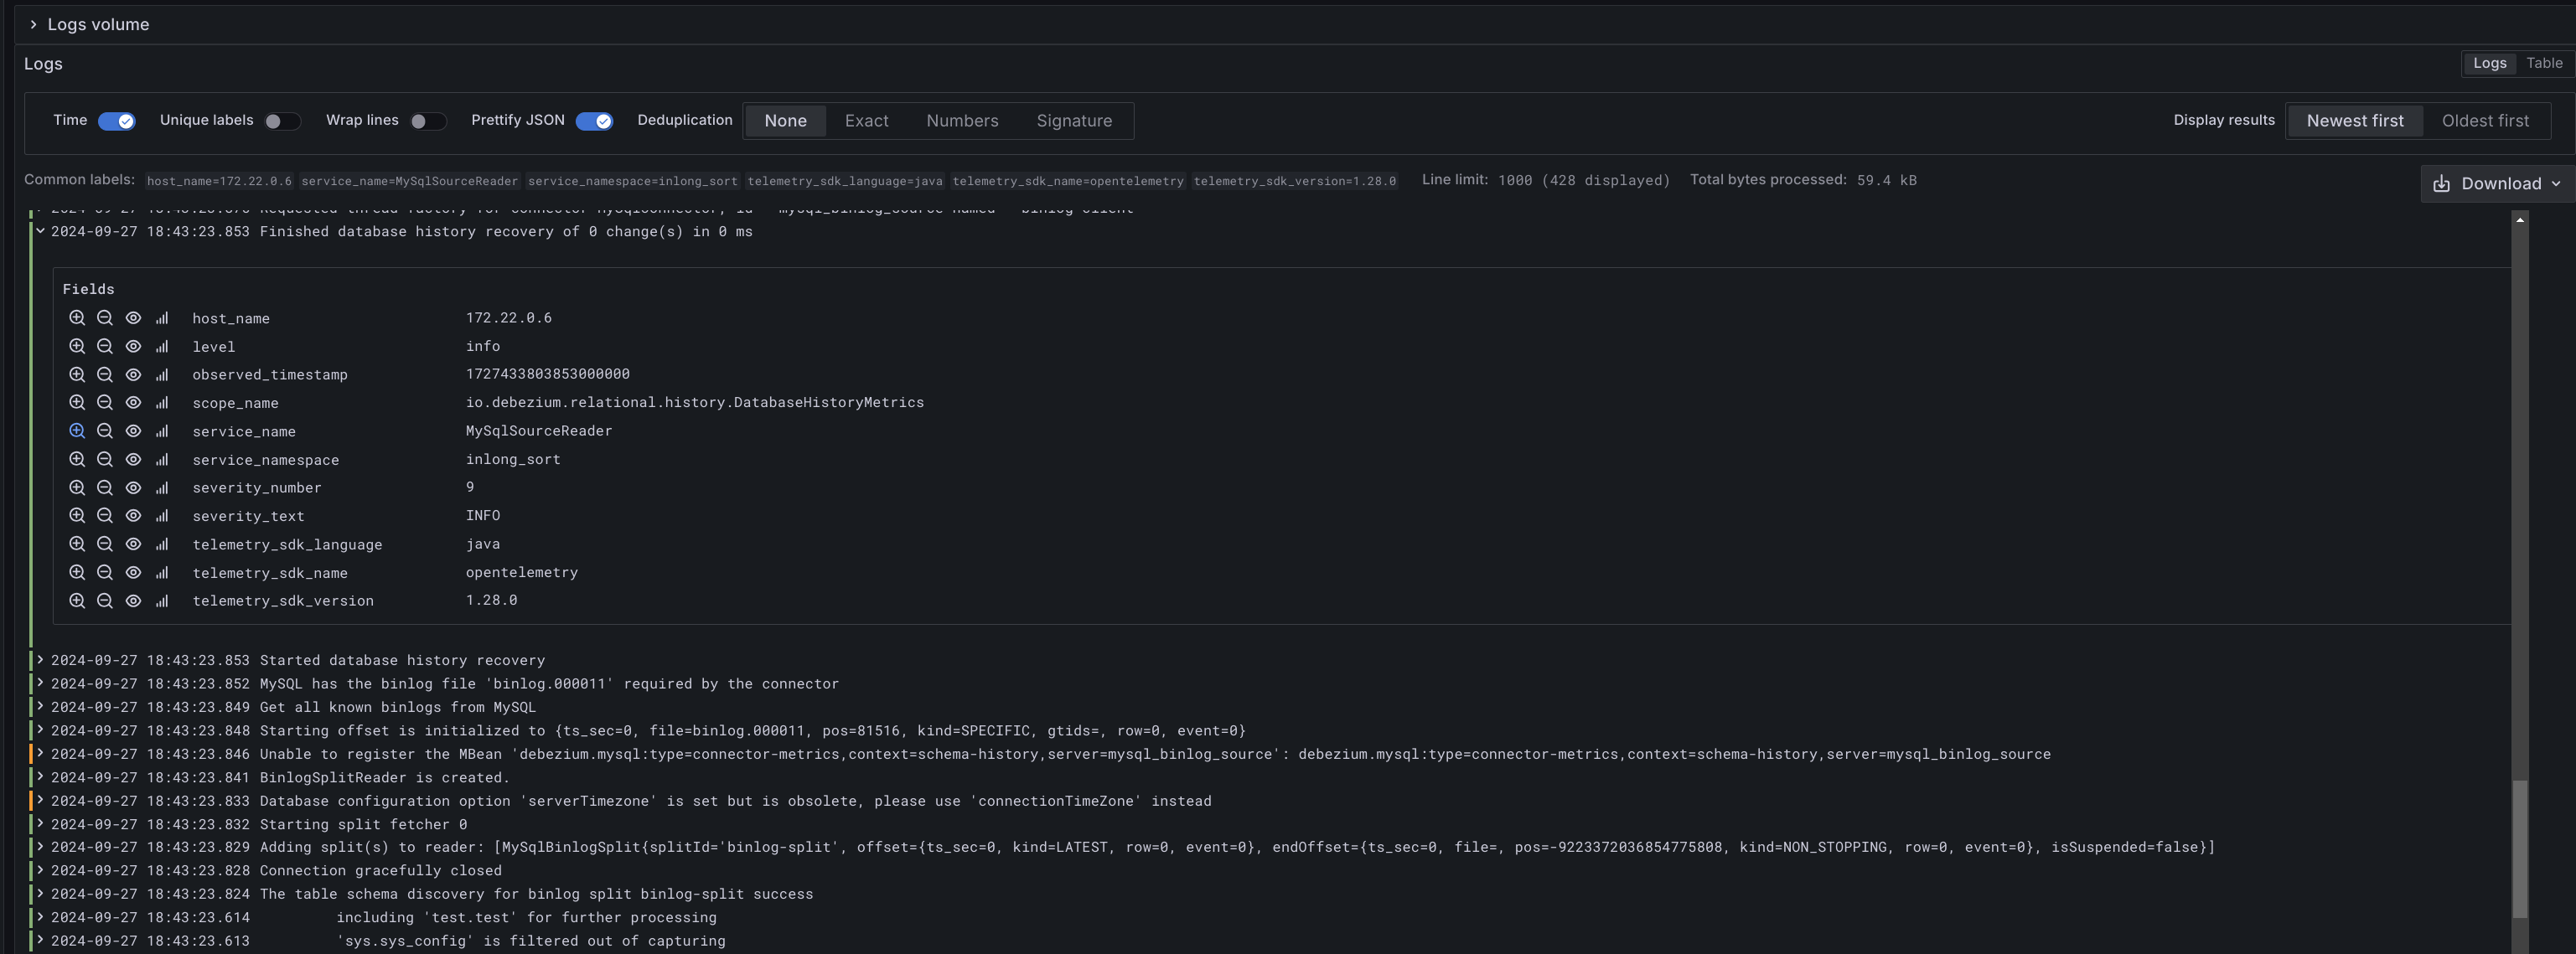 Logs volume
Logs
Logs Table
Time Unique labels Wrap lines Prettify JSON Deduplication None Exact Numbers Signature Display results Newest first Oldest first
Common labels: host_name=172.22.0.6 service_name=MySqlSourceReader service_namespace=inlong_sort telemetry_sdk_language=java telemetry_sdk_name=opentelemetry telemetry_sdk_version=1.28.0 Line limit: 1000 (428 displayed) Total bytes processed: 59.4 kB Download
2024-09-27 18:43:23.853 Finished database history recovery of 0 change(s) in 0 ms
Fields
host_name 172.22.0.6
level info
observed_timestamp 1727433803853000000
scope_name io.debezium.relational.history.DatabaseHistoryMetrics
service_name MySqlSourceReader
service_namespace inlong_sort
severity_number 9
severity_text INFO
telemetry_sdk_language java
telemetry_sdk_name opentelemetry
telemetry_sdk_version 1.28.0
2024-09-27 18:43:23.853 Started database history recovery
2024-09-27 18:43:23.852 MySQL has the binlog file 'binlog.000011' required by the connector
2024-09-27 18:43:23.849 Get all known binlogs from MySQL
2024-09-27 18:43:23.848 Starting offset is initialized to {ts_sec=0, file=binlog.000011, pos=81516, kind=SPECIFIC, gtids=, row=0, event=0}
2024-09-27 18:43:23.846 Unable to register the MBean 'debezium.mysql:type=connector-metrics,context=schema-history,server=mysql_binlog_source': debezium.mysql:type=connector-metrics,context=schema-history,server=mysql_binlog_source
2024-09-27 18:43:23.841 BinlogSplitReader is created.
2024-09-27 18:43:23.833 Database configuration option 'serverTimezone' is set but is obsolete, please use 'connectionTimeZone' instead
2024-09-27 18:43:23.832 Starting split fetcher 0
2024-09-27 18:43:23.829 Adding split(s) to reader: [MySqlBinlogSplit{splitId='binlog-split', offset={ts_sec=0, kind=LATEST, row=0, event=0}, endOffset={ts_sec=0, file=, pos=-9223372036854775808, kind=NON_STOPPING, row=0, event=0}, isSuspended=false}]
2024-09-27 18:43:23.828 Connection gracefully closed
2024-09-27 18:43:23.824 The table schema discovery for binlog split binlog-split success
2024-09-27 18:43:23.614 including 'test.test' for further processing
2024-09-27 18:43:23.613 'sys.sys_config' is filtered out of capturing